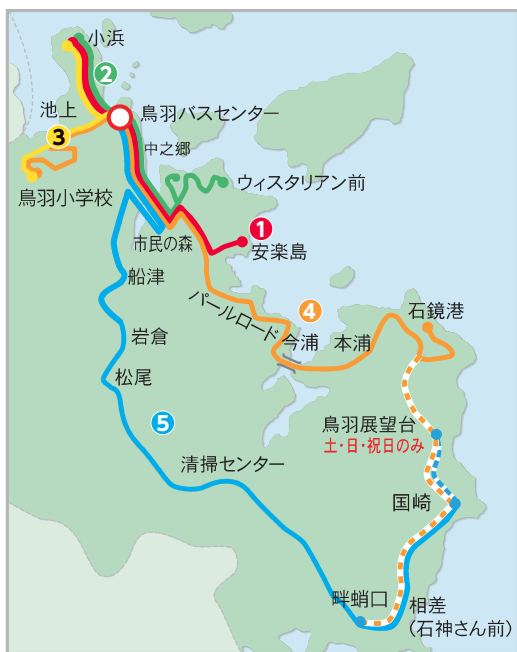 小浜
2
池上
鳥羽バスセンター
3
中之郷
鳥羽小学校
ウィスタリアン前
市民の森
1
安楽島
船津
パールロード
4
石鏡港
岩倉
今浦
本浦
松尾
5
鳥羽展望台
土・日・祝日のみ
清掃センター
国崎
畔蛸口
相差
(石神さん前)